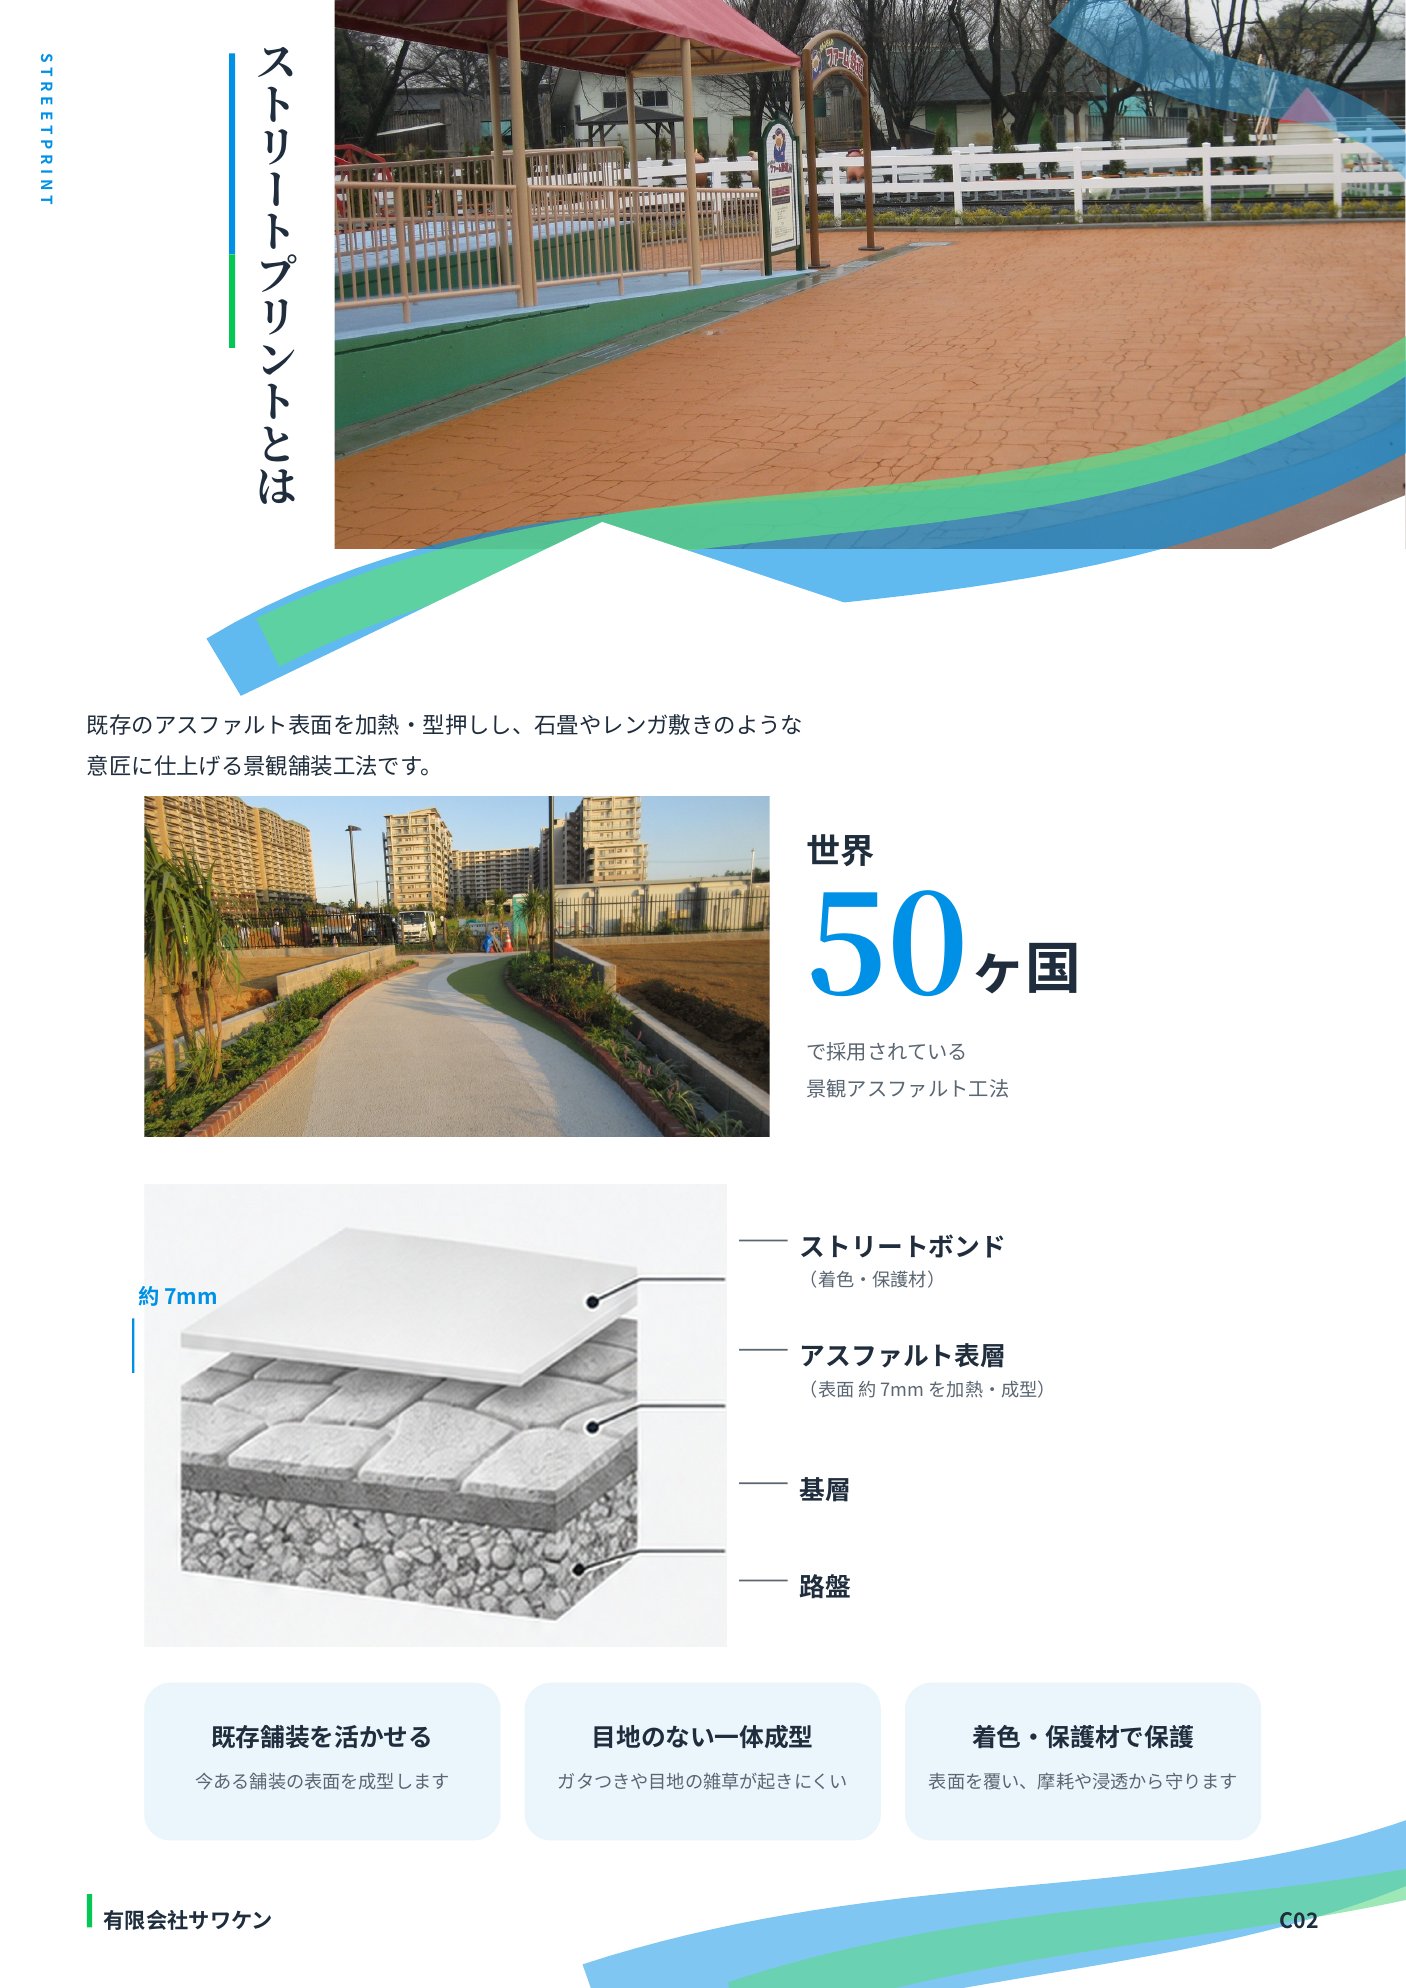 STREETPRINT
ストリートプリントとは
既存のアスファルト表面を加熱・型押しし、石畳やレンガ敷きのような
意匠に仕上げる景観舗装工法です。
世界
50ヶ国
で採用されている
景観アスファルト工法
約 7mm
ストリートボンド
（着色・保護材）
アスファルト表層
（表面 約 7mm を加熱・成型）
基層
路盤
既存舗装を活かせる
今ある舗装の表面を成型します
目地のない一体成型
ガタつきや目地の雑草が起きにくい
着色・保護材で保護
表面を覆い、摩耗や浸透から守ります
有限会社サワケン
C02